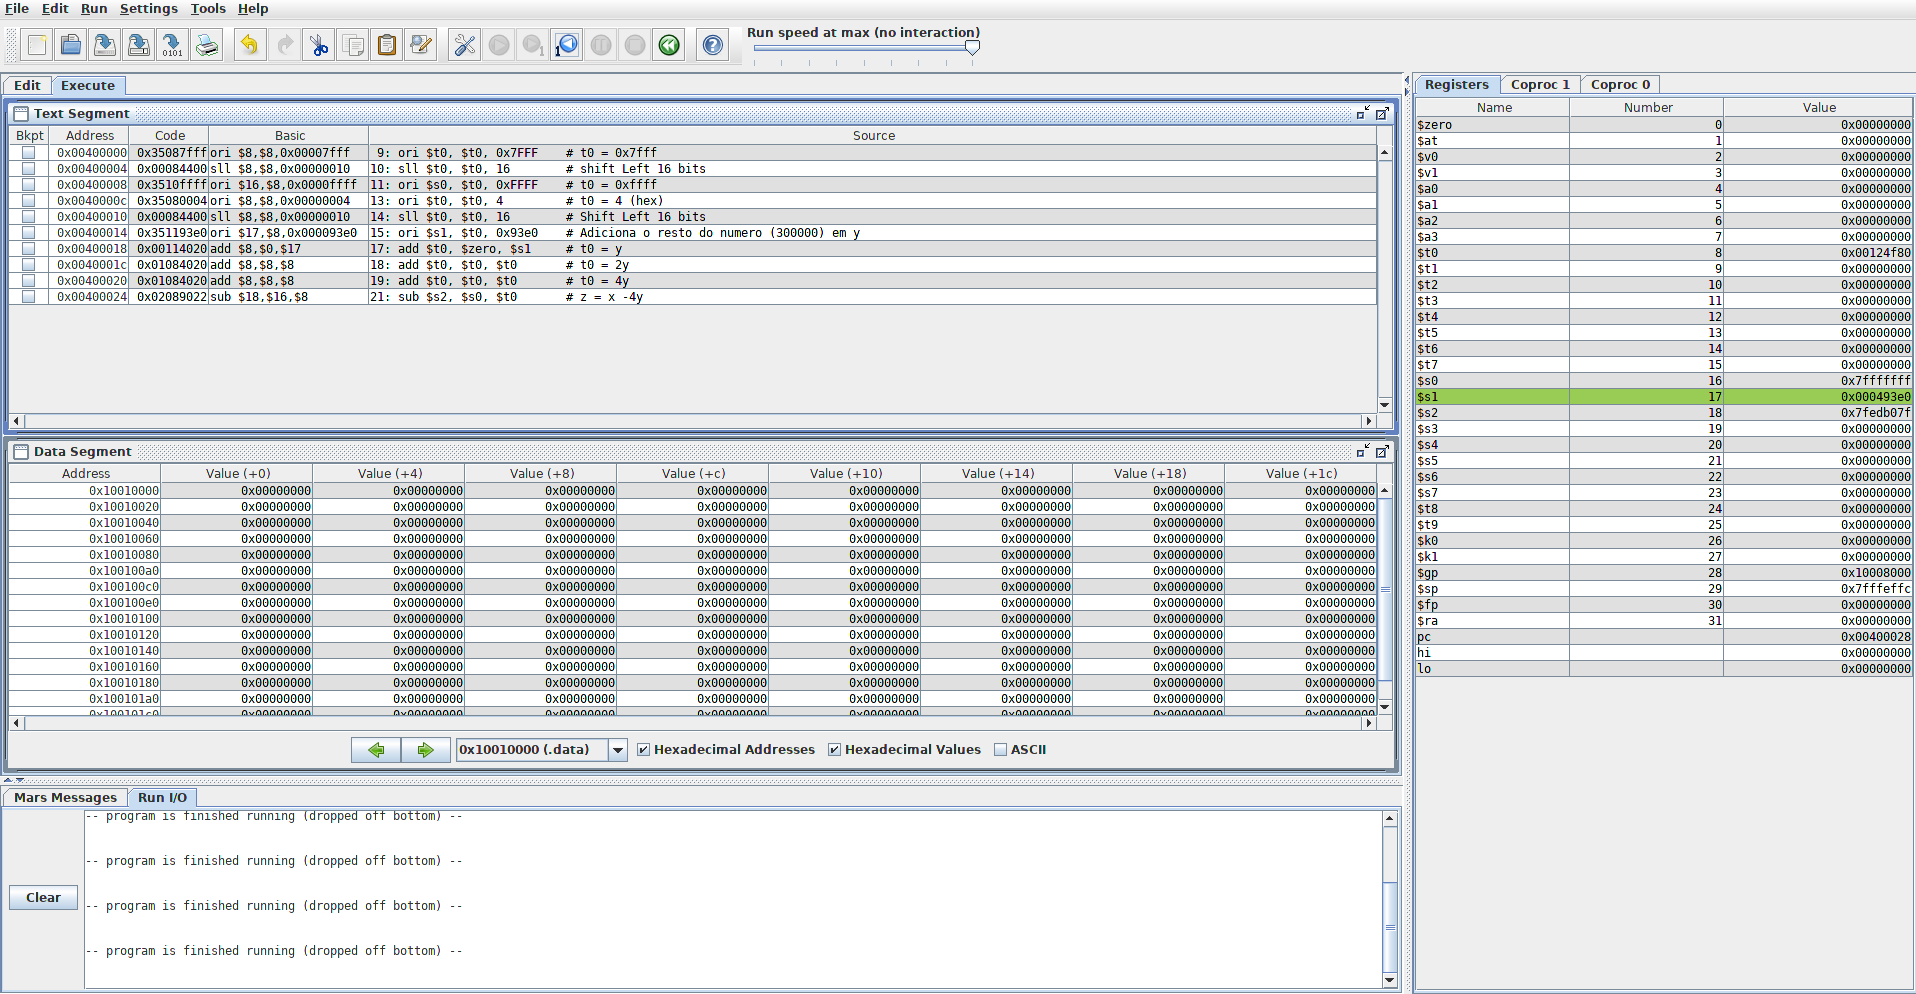 File Edit Run Settings Tools Help
Run speed at max (no interaction)
Edit Execute
Text Segment
Bkpt Address Code Basic Source
0x00400000 0x35087fff ori $8,$8,0x00007fff 9: ori $t0, $t0, 0x7FFF # t0 = 0x7fff
0x00400004 0x00084400 sll $8,$8,0x00000010 10: sll $t0, $t0, 16 # shift Left 16 bits
0x00400008 0x3510ffff ori $16,$8,0x0000ffff 11: ori $s0, $t0, 0xFFFF # t0 = 0xffff
0x0040000c 0x35080004 ori $8,$8,0x00000004 13: ori $t0, $t0, 4 # t0 = 4 (hex)
0x00400010 0x00084400 sll $8,$8,0x00000010 14: sll $t0, $t0, 16 # Shift Left 16 bits
0x00400014 0x351193e0 ori $17,$8,0x000093e0 15: ori $s1, $t0, 0x93e0 # Adiciona o resto do numero (300000) em y
0x00400018 0x00114020 add $8,$0,$17 17: add $t0, $zero, $s1 # t0 = y
0x0040001c 0x01084020 add $8,$8,$8 18: add $t0, $t0, $t0 # t0 = 2y
0x00400020 0x01084020 add $8,$8,$8 19: add $t0, $t0, $t0 # t0 = 4y
0x00400024 0x02089022 sub $18,$16,$8 21: sub $s2, $s0, $t0 # z = x -4y
Data Segment
Address Value (+0) Value (+4) Value (+8) Value (+c) Value (+10) Value (+14) Value (+18) Value (+1c)
0x10010000 0x00000000 0x00000000 0x00000000 0x00000000 0x00000000 0x00000000 0x00000000 0x00000000
0x10010020 0x00000000 0x00000000 0x00000000 0x00000000 0x00000000 0x00000000 0x00000000 0x00000000
0x10010040 0x00000000 0x00000000 0x00000000 0x00000000 0x00000000 0x00000000 0x00000000 0x00000000
0x10010060 0x00000000 0x00000000 0x00000000 0x00000000 0x00000000 0x00000000 0x00000000 0x00000000
0x10010080 0x00000000 0x00000000 0x00000000 0x00000000 0x00000000 0x00000000 0x00000000 0x00000000
0x100100a0 0x00000000 0x00000000 0x00000000 0x00000000 0x00000000 0x00000000 0x00000000 0x00000000
0x100100c0 0x00000000 0x00000000 0x00000000 0x00000000 0x00000000 0x00000000 0x00000000 0x00000000
0x100100e0 0x00000000 0x00000000 0x00000000 0x00000000 0x00000000 0x00000000 0x00000000 0x00000000
0x10010100 0x00000000 0x00000000 0x00000000 0x00000000 0x00000000 0x00000000 0x00000000 0x00000000
0x10010120 0x00000000 0x00000000 0x00000000 0x00000000 0x00000000 0x00000000 0x00000000 0x00000000
0x10010140 0x00000000 0x00000000 0x00000000 0x00000000 0x00000000 0x00000000 0x00000000 0x00000000
0x10010160 0x00000000 0x00000000 0x00000000 0x00000000 0x00000000 0x00000000 0x00000000 0x00000000
0x10010180 0x00000000 0x00000000 0x00000000 0x00000000 0x00000000 0x00000000 0x00000000 0x00000000
0x100101a0 0x00000000 0x00000000 0x00000000 0x00000000 0x00000000 0x00000000 0x00000000 0x00000000
0x100101c0 0x00000000 0x00000000 0x00000000 0x00000000 0x00000000 0x00000000 0x00000000 0x00000000
0x10010000 (.data) Hexadecimal Addresses Hexadecimal Values ASCII
Mars Messages Run I/O
-- program is finished running (dropped off bottom) --
-- program is finished running (dropped off bottom) --
-- program is finished running (dropped off bottom) --
-- program is finished running (dropped off bottom) --
Clear
Registers Coproc 1 Coproc 0
Name Number Value
$zero 0 0x00000000
$at 1 0x00000000
$v0 2 0x00000000
$v1 3 0x00000000
$a0 4 0x00000000
$a1 5 0x00000000
$a2 6 0x00000000
$a3 7 0x00000000
$t0 8 0x00124f80
$t1 9 0x00000000
$t2 10 0x00000000
$t3 11 0x00000000
$t4 12 0x00000000
$t5 13 0x00000000
$t6 14 0x00000000
$t7 15 0x00000000
$s0 16 0x7fffffff
$s1 17 0x000493e0
$s2 18 0x7fedb07f
$s3 19 0x00000000
$s4 20 0x00000000
$s5 21 0x00000000
$s6 22 0x00000000
$s7 23 0x00000000
$t8 24 0x00000000
$t9 25 0x00000000
$k0 26 0x00000000
$k1 27 0x00000000
$gp 28 0x10008000
$sp 29 0x7fffeffc
$fp 30 0x00000000
$ra 31 0x00000000
pc 0x00400028
hi 0x00000000
lo 0x00000000